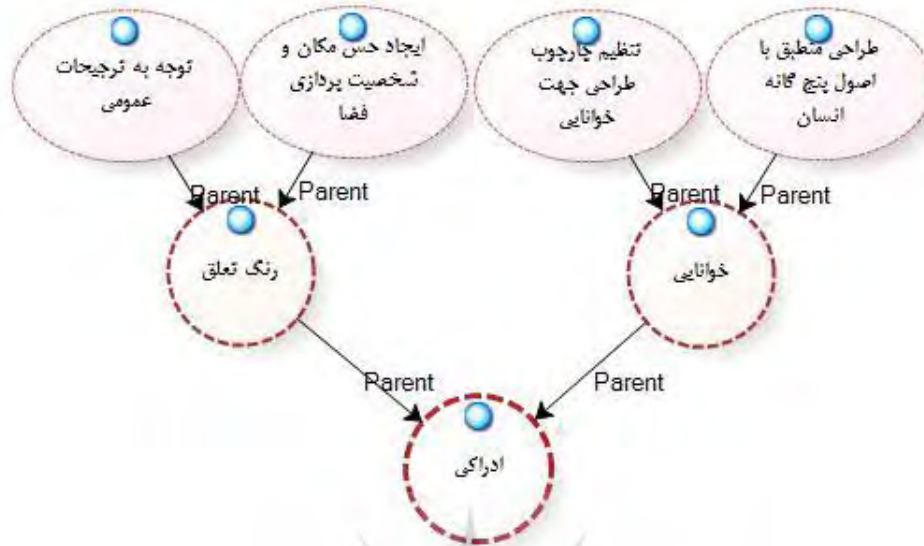 طراحی منطبق با
اصول پنج گانه
انسان
تنظیم چارچوب
طراحی جهت
خوانایی
ایجاد حس مکان و
شخصیت پردازی
فضا
توجه به ترجیحات
عمومی
Parent
Parent
Parent
Parent
خوانایی
رنگ تعلق
Parent
Parent
ادراکی